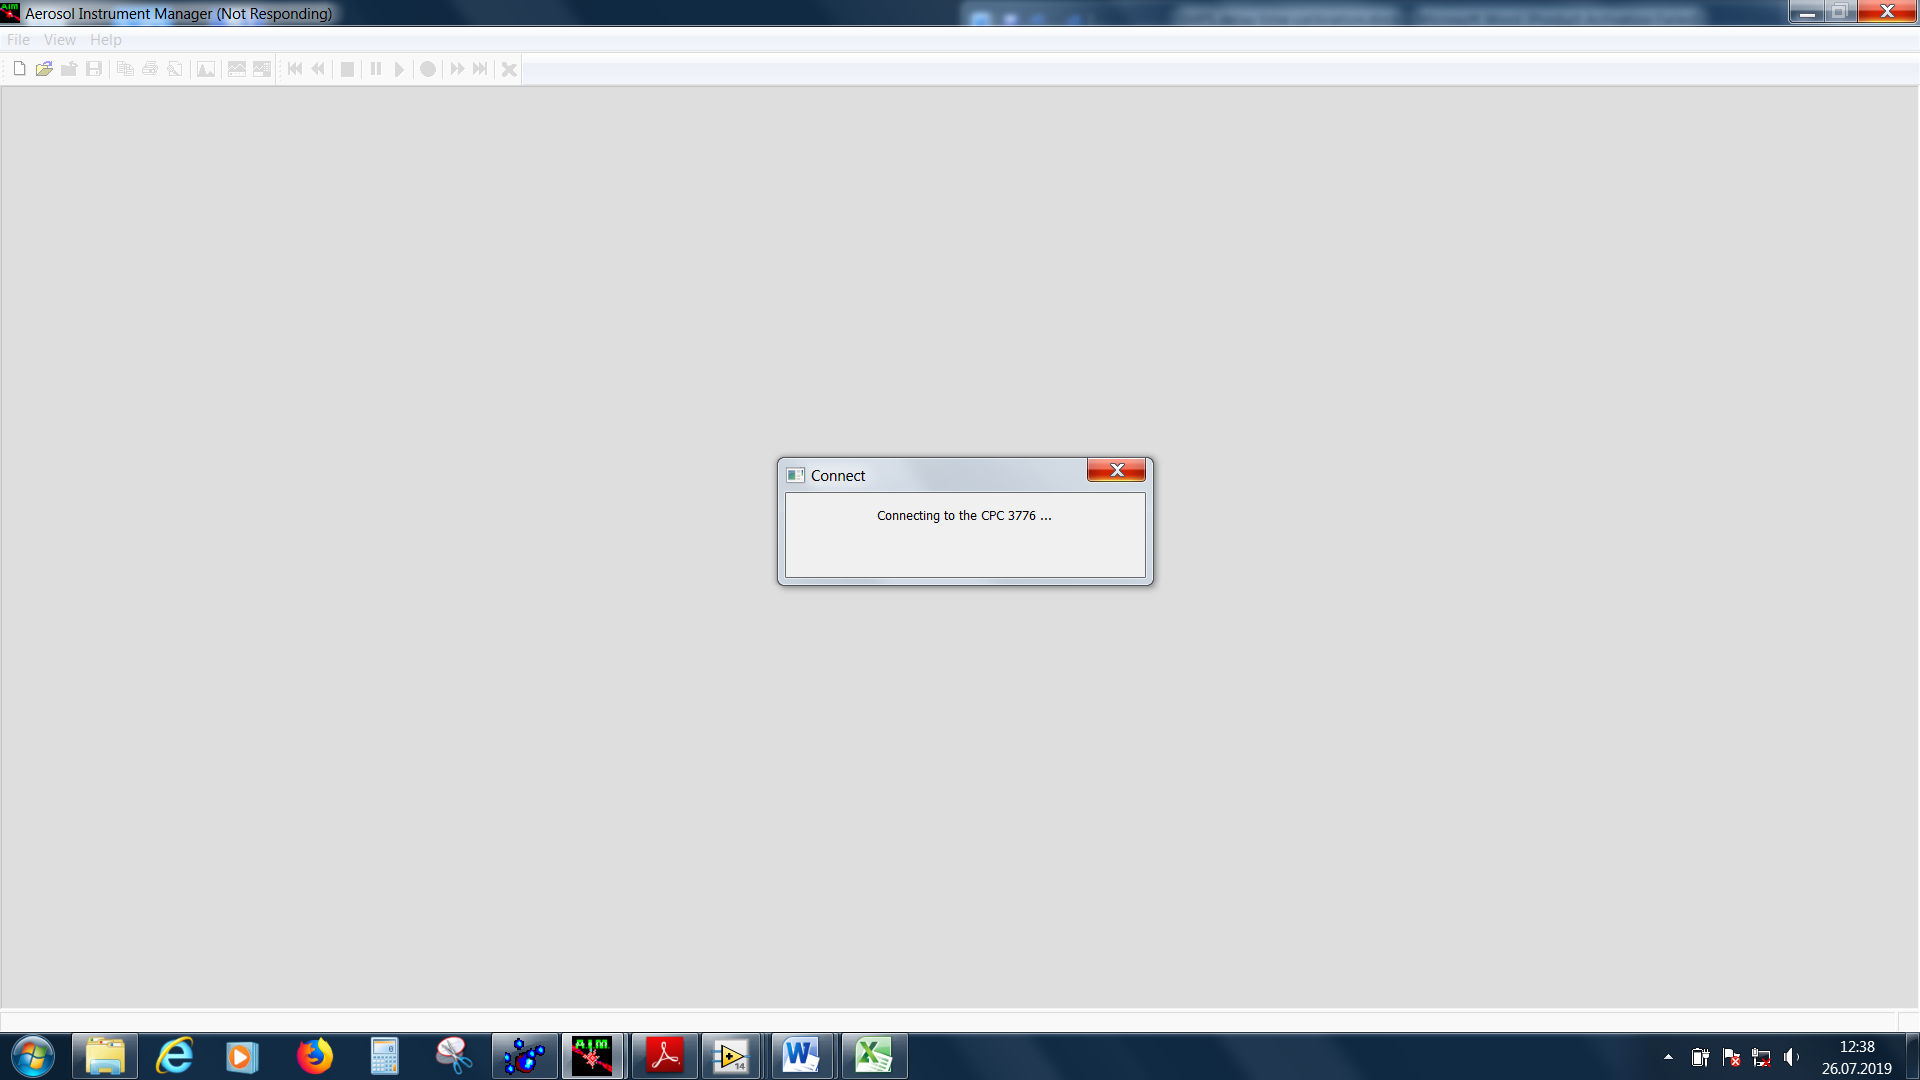 Aerosol Instrument Manager (Not Responding)
File View Help
Connect
Connecting to the CPC 3776 ...
A.I.M
14
12:38
26.07.2019